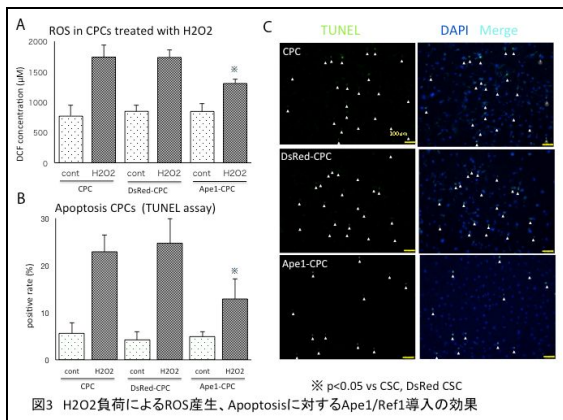 A
ROS in CPCs treated with H2O2
DCF concentration (μM)
2000
1500
1000
500
0
※
cont H2O2 cont H2O2 cont H2O2
CPC DsRed-CPC Ape1-CPC
B
Apoptosis CPCs (TUNEL assay)
positive rate (%)
30
20
10
0
※
cont H2O2 cont H2O2 cont H2O2
CPC DsRed-CPC Ape1-CPC
C
TUNEL DAPI Merge
CPC
200μm
DsRed-CPC
Ape1-CPC
※ p<0.05 vs CSC, DsRed CSC
図3 H2O2負荷によるROS産生、Apoptosisに対するApe1/Ref1導入の効果